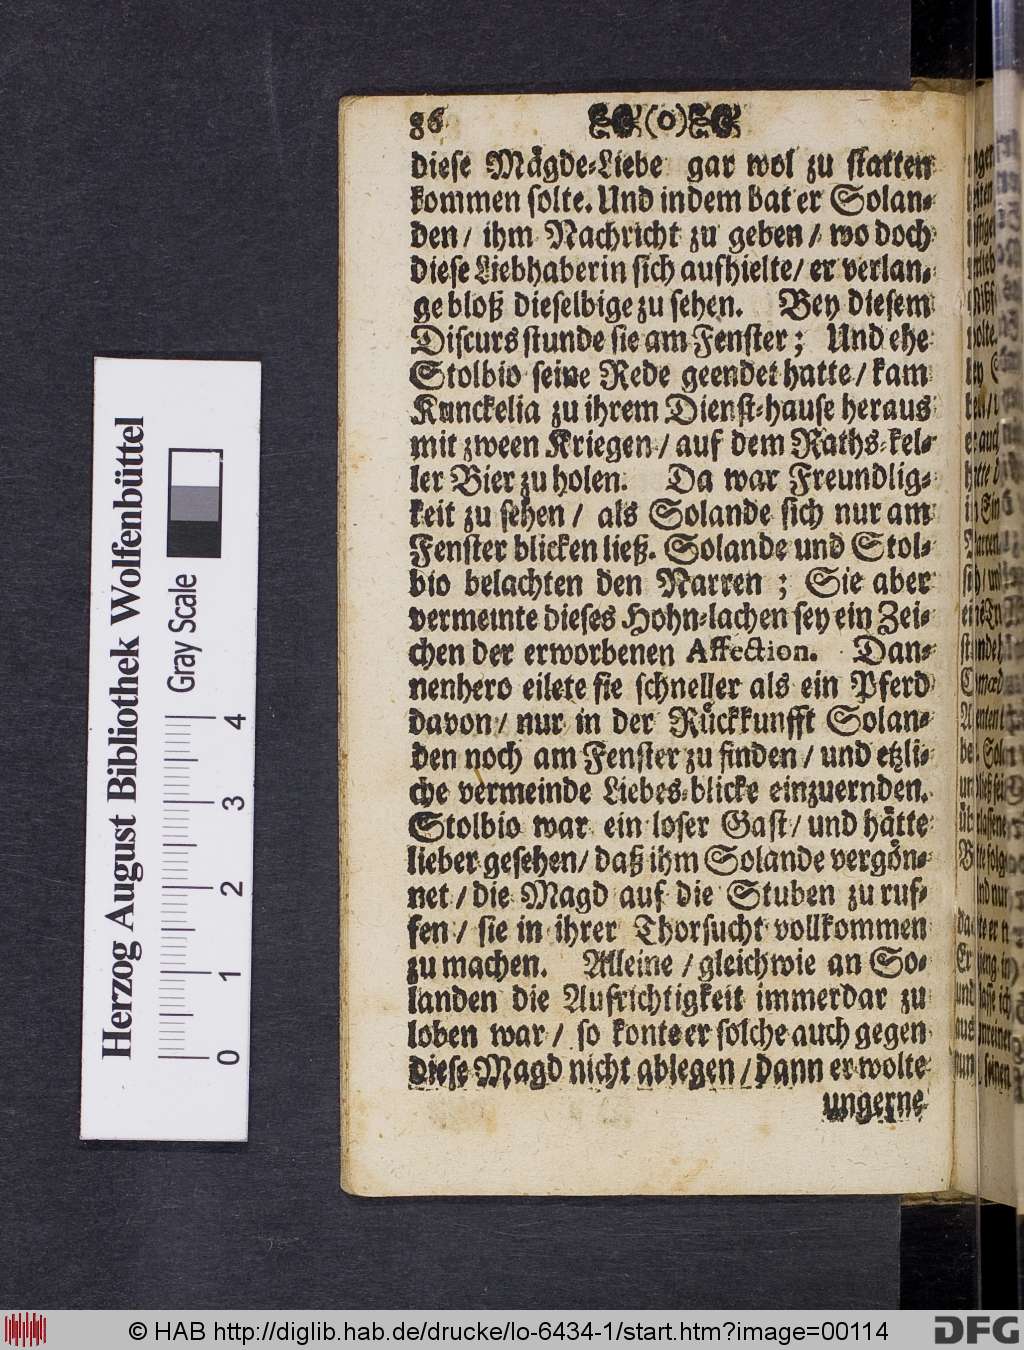 86 (o)
diese Mägde-Liebe gar wol zu statten
kommen solte. Und indem bat er Solan-
den / ihm Nachricht zu geben / wo doch
diese Liebhaberin sich aufhielte / er verlan-
ge bloß dieselbige zu sehen. Bey diesem
Discurs stunde sie am Fenster ; Und ehe
Stolbio seine Rede geendet hatte / kam
Kunckelia zu ihrem Dienst-hause heraus
mit zween Kriegen / auf dem Raths-kel-
ler Bier zu holen. Da war Freundlig-
keit zu sehen / als Solande sich nur am
Fenster blicken ließ. Solande und Stol-
bio belachten den Narren ; Sie aber
vermeinte dieses Hohn-lachen sey ein Zei-
chen der erworbenen Affection. Dan-
nenhero eilete sie schneller als ein Pferd
davon / nur in der Rückkunfft Solan-
den noch am Fenster zu finden / und etzli-
che vermeinde Liebes-blicke einzuernden.
Stolbio war ein loser Gast / und hätte
lieber gesehen / daß ihm Solande vergön-
net / die Magd auf die Stuben zu ruf-
fen / sie in ihrer Thorsucht vollkommen
zu machen. Alleine / gleichwie an So-
landen die Aufrichtigkeit immerdar zu
loben war / so konte er solche auch gegen
diese Magd nicht ablegen / dann er wolte
ungerne
Herzog August Bibliothek Wolfenbüttel
Gray Scale
0 1 2 3 4
© HAB http://diglib.hab.de/drucke/lo-6434-1/start.htm?image=00114
DFG